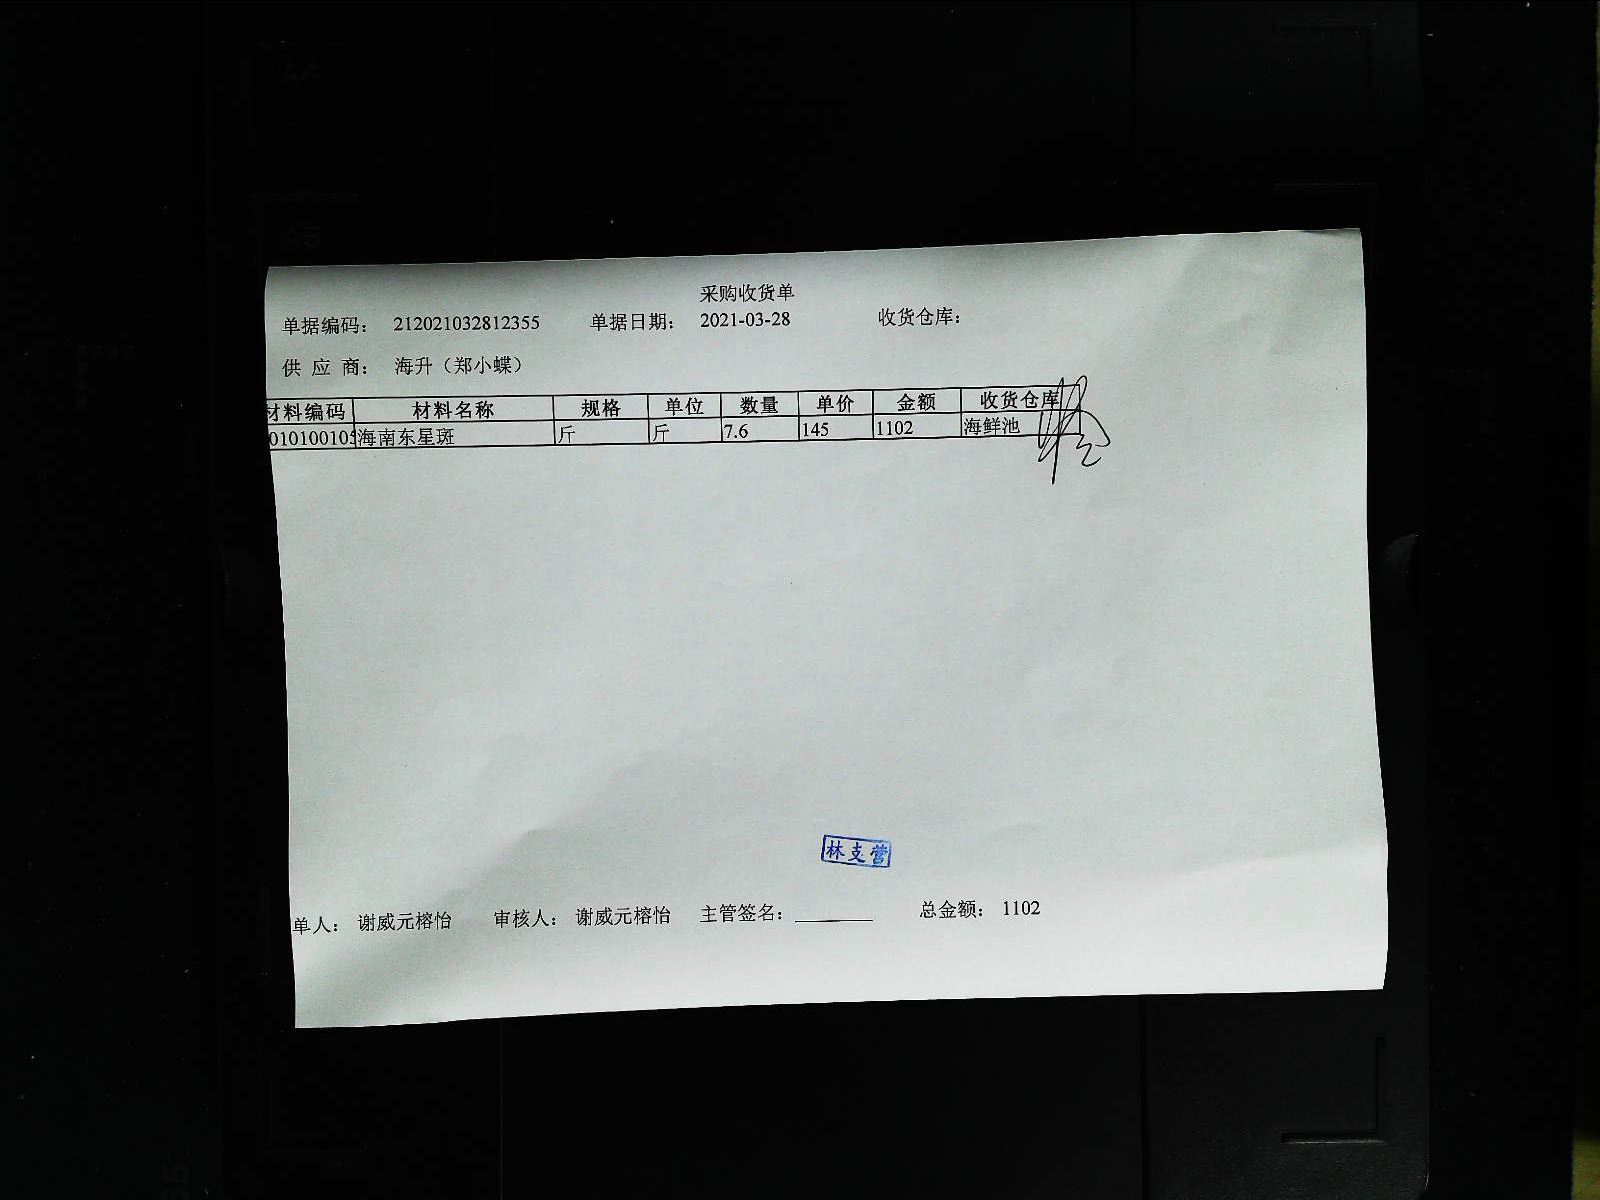 采购收货单
单据编码： 212021032812355 单据日期： 2021-03-28 收货仓库：
供 应 商： 海升（郑小蝶）
材料编码 材料名称 规格 单位 数量 单价 金额 收货仓库
010100105 海南东星斑 斤 斤 7.6 145 1102 海鲜池
林支营
单人： 谢威元榕怡 审核人： 谢威元榕怡 主管签名： 总金额： 1102